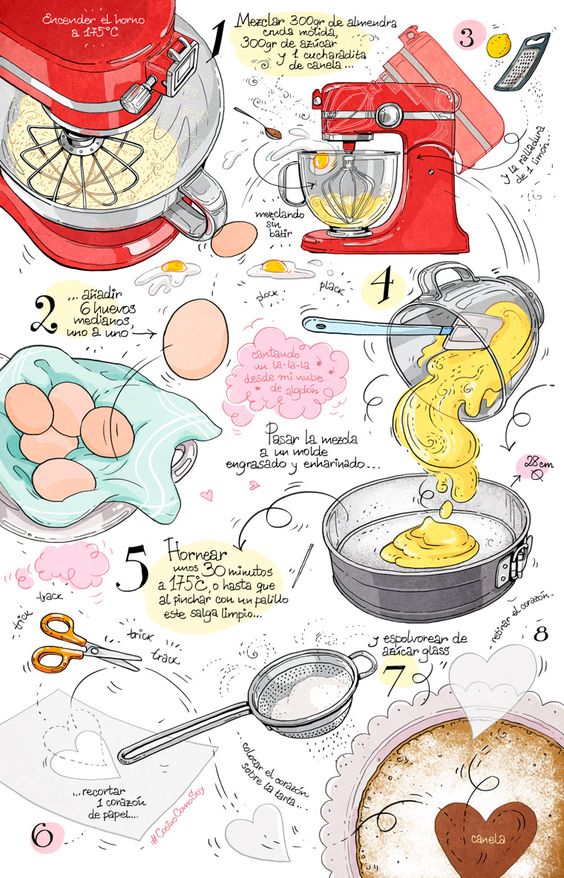 Encender el horno
a 175°C
1
Mezclar 300gr de almendra
cruda molida,
300gr de azúcar
y 1 cucharadita
de canela...
3
y la ralladura
de 1 limón
mezclando
sin
batir
2
... añadir
6 huevos
medianos,
uno a uno
plock
plack
4
cantando
un la-la-la
desde mi nube
de algodón
Pasar la mezcla
a un molde
engrasado y enharinado...
28cm
5
Hornear
unos 30 minutos
a 175°C, o hasta que
al pinchar con un palillo
este salga limpio...
track
trick
trick
track
6
...recortar
1 corazón
de papel...
#CositasComoSoy
colocar el corazón
sobre la tarta...
y espolvorear de
azúcar glass
7
retirar el corazón...
8
canela